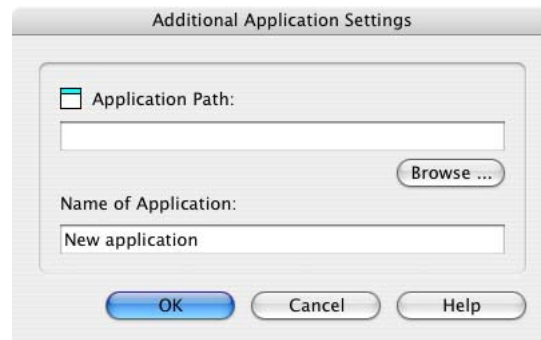 Additional Application Settings
Application Path:
Browse ...
Name of Application:
New application
OK Cancel Help